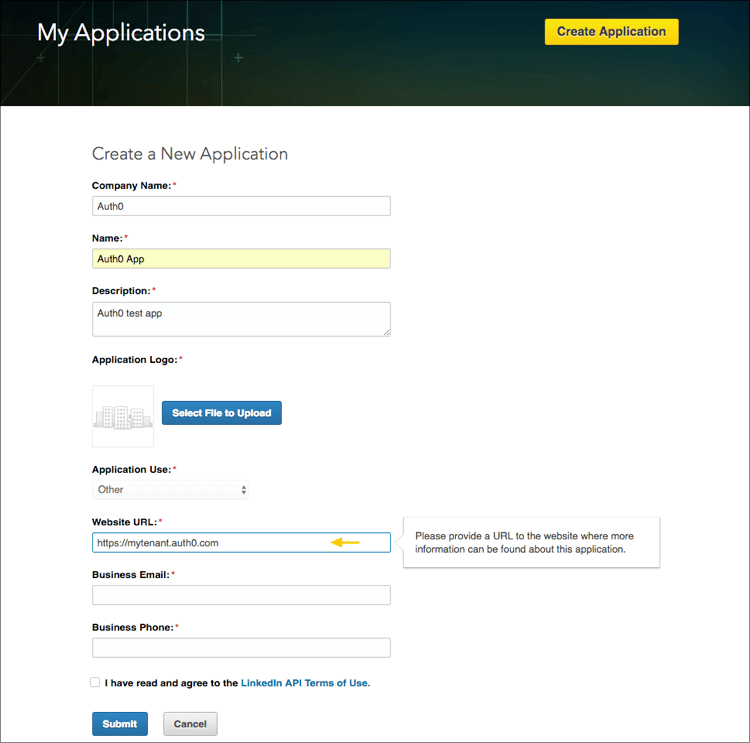 My Applications
Create Application
Create a New Application
Company Name:*
Auth0
Name:*
Auth0 App
Description:*
Auth0 test app
Application Logo:*
Select File to Upload
Application Use:*
Other
Website URL:*
https://mytenant.auth0.com
Please provide a URL to the website where more
information can be found about this application.
Business Email:*
Business Phone:*
I have read and agree to the LinkedIn API Terms of Use.
Submit
Cancel